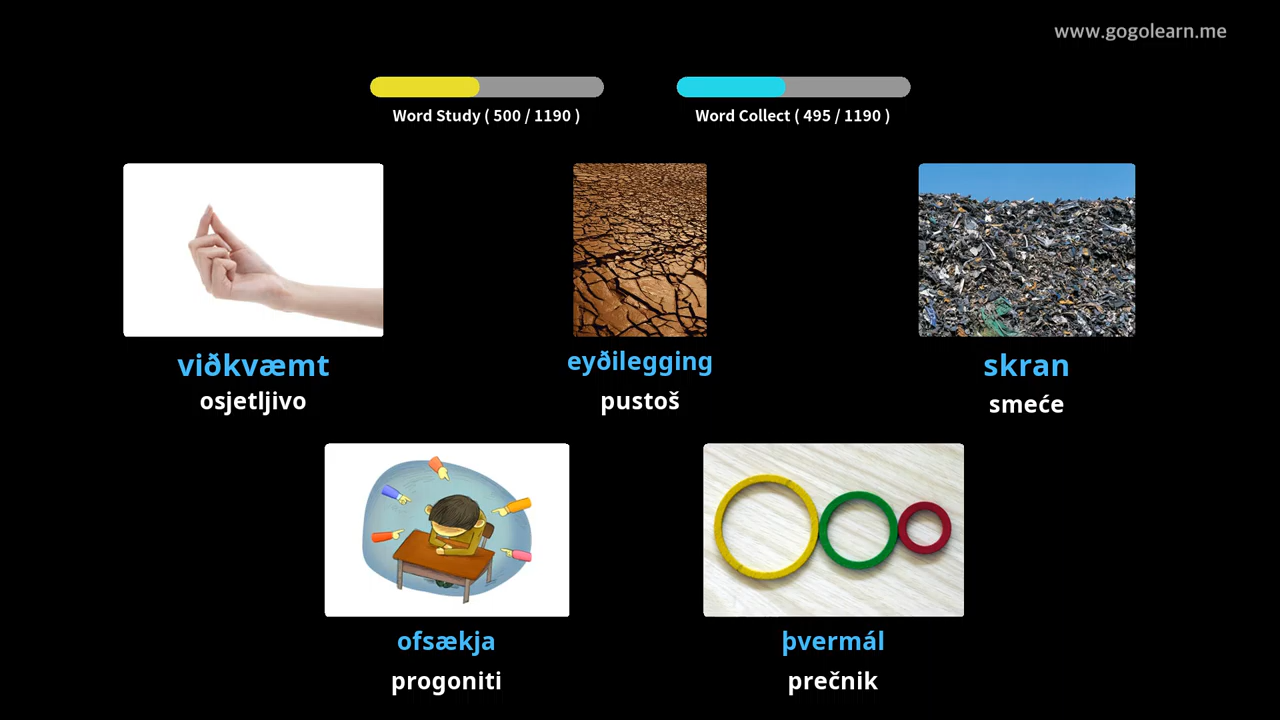 www.gogolearn.me
Word Study ( 500 / 1190 )
Word Collect ( 495 / 1190 )
viðkvæmt
osjetljivo
eyðilegging
pustoš
skran
smeće
ofsækja
progoniti
þvermál
prečnik